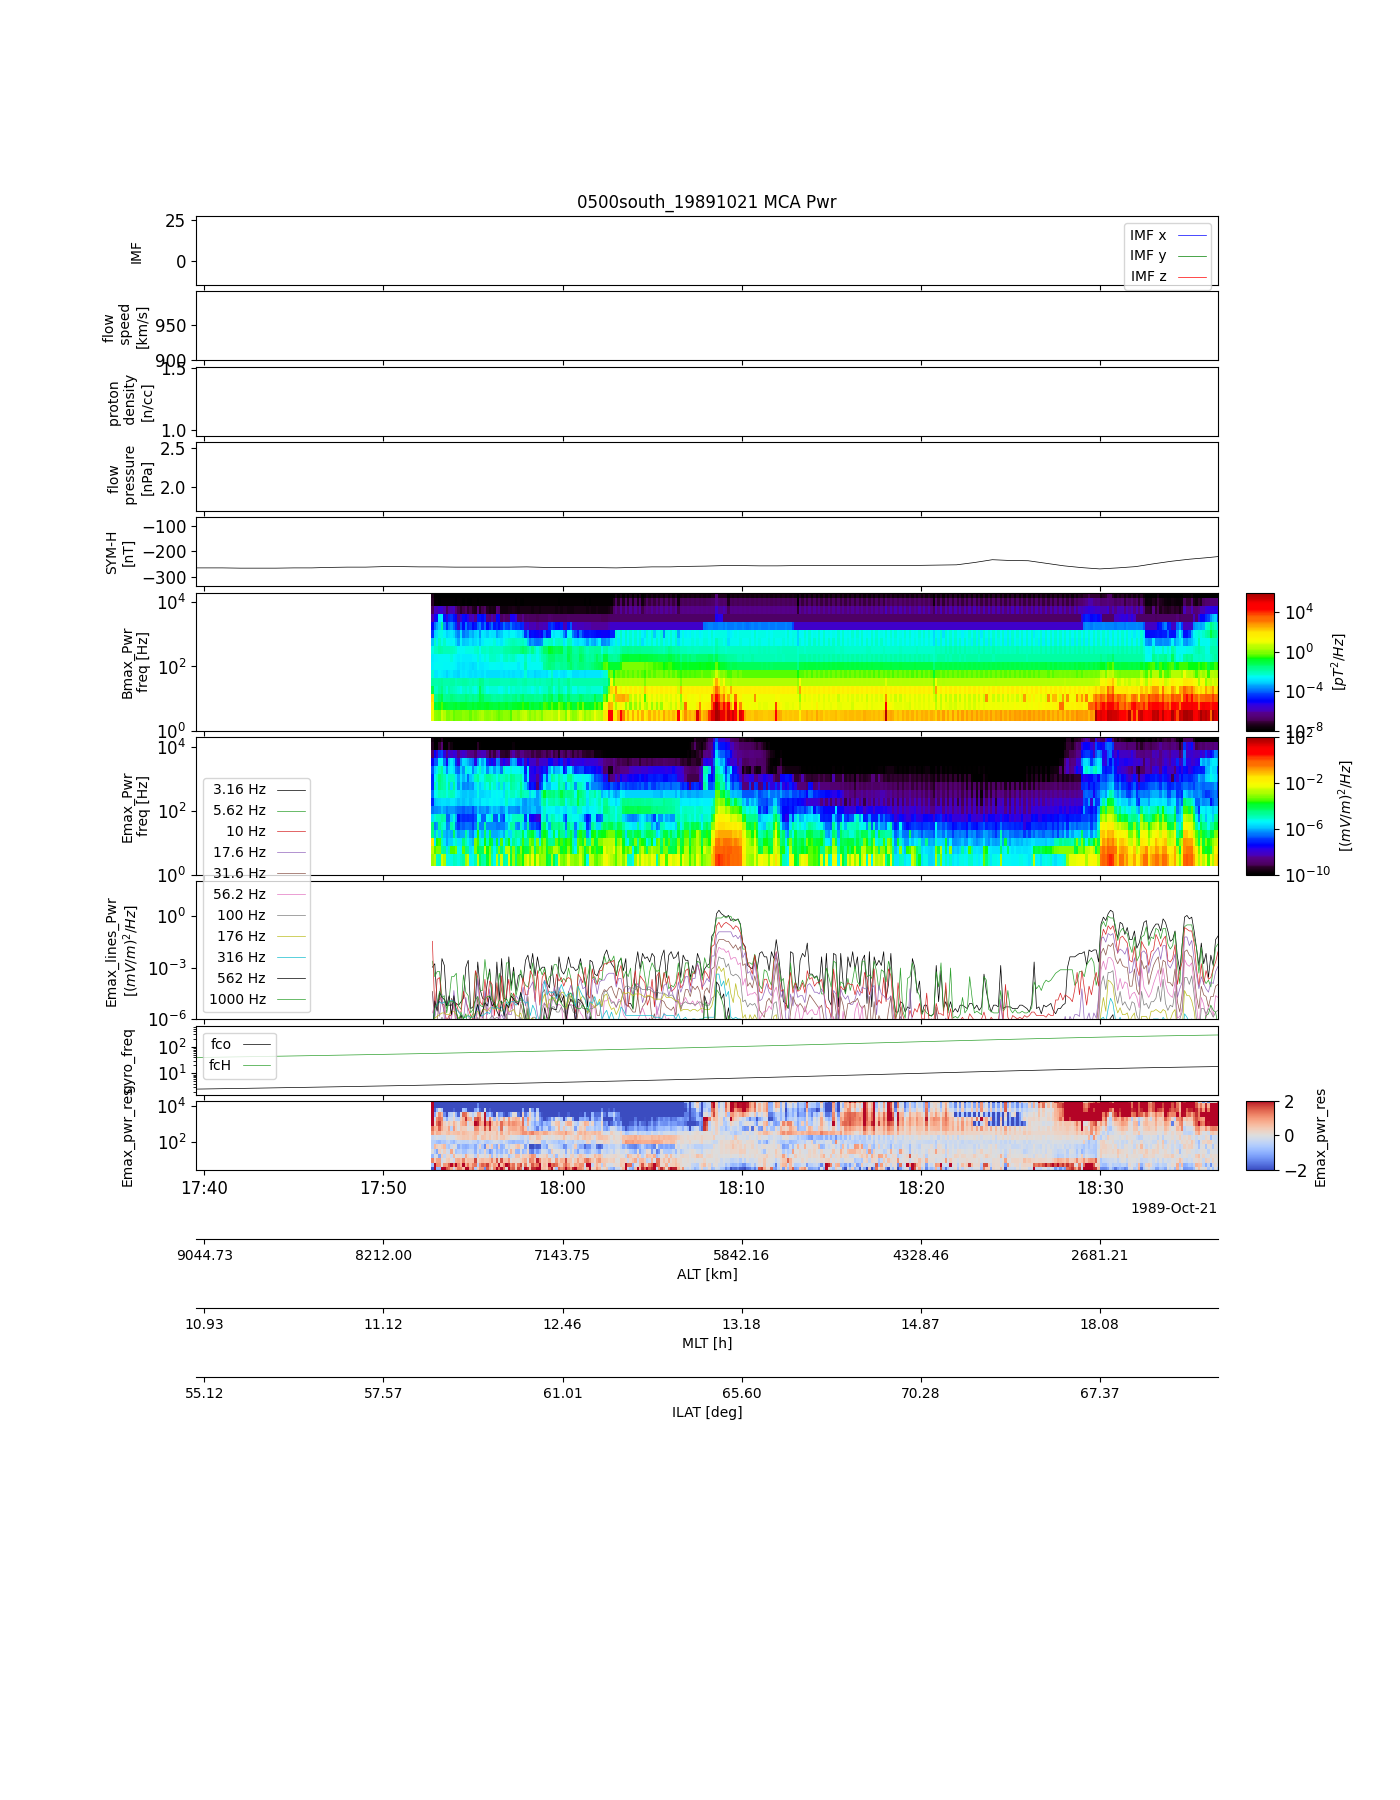 0500south_19891021 MCA Pwr
25
0
IMF
IMF x
IMF y
IMF z
950
900
flow
speed
[km/s]
1.5
1.0
proton
density
[n/cc]
2.5
2.0
flow
pressure
[nPa]
−100
−200
−300
SYM-H
[nT]
10^4
10^2
10^0
Bmax_Pwr
freq [Hz]
10^4
10^0
10^−4
10^−8
[pT^2/Hz]
10^4
10^2
10^0
Emax_Pwr
freq [Hz]
10^2
10^−2
10^−6
10^−10
[(mV/m)^2/Hz]
3.16 Hz
5.62 Hz
10 Hz
17.6 Hz
31.6 Hz
56.2 Hz
100 Hz
176 Hz
316 Hz
562 Hz
1000 Hz
10^0
10^−3
10^−6
Emax_lines_Pwr
[(mV/m)^2/Hz]
10^2
10^1
gyro_freq
fco
fcH
10^4
10^2
Emax_pwr_res
2
0
−2
Emax_pwr_res
17:40 17:50 18:00 18:10 18:20 18:30
1989-Oct-21
9044.73 8212.00 7143.75 5842.16 4328.46 2681.21
ALT [km]
10.93 11.12 12.46 13.18 14.87 18.08
MLT [h]
55.12 57.57 61.01 65.60 70.28 67.37
ILAT [deg]